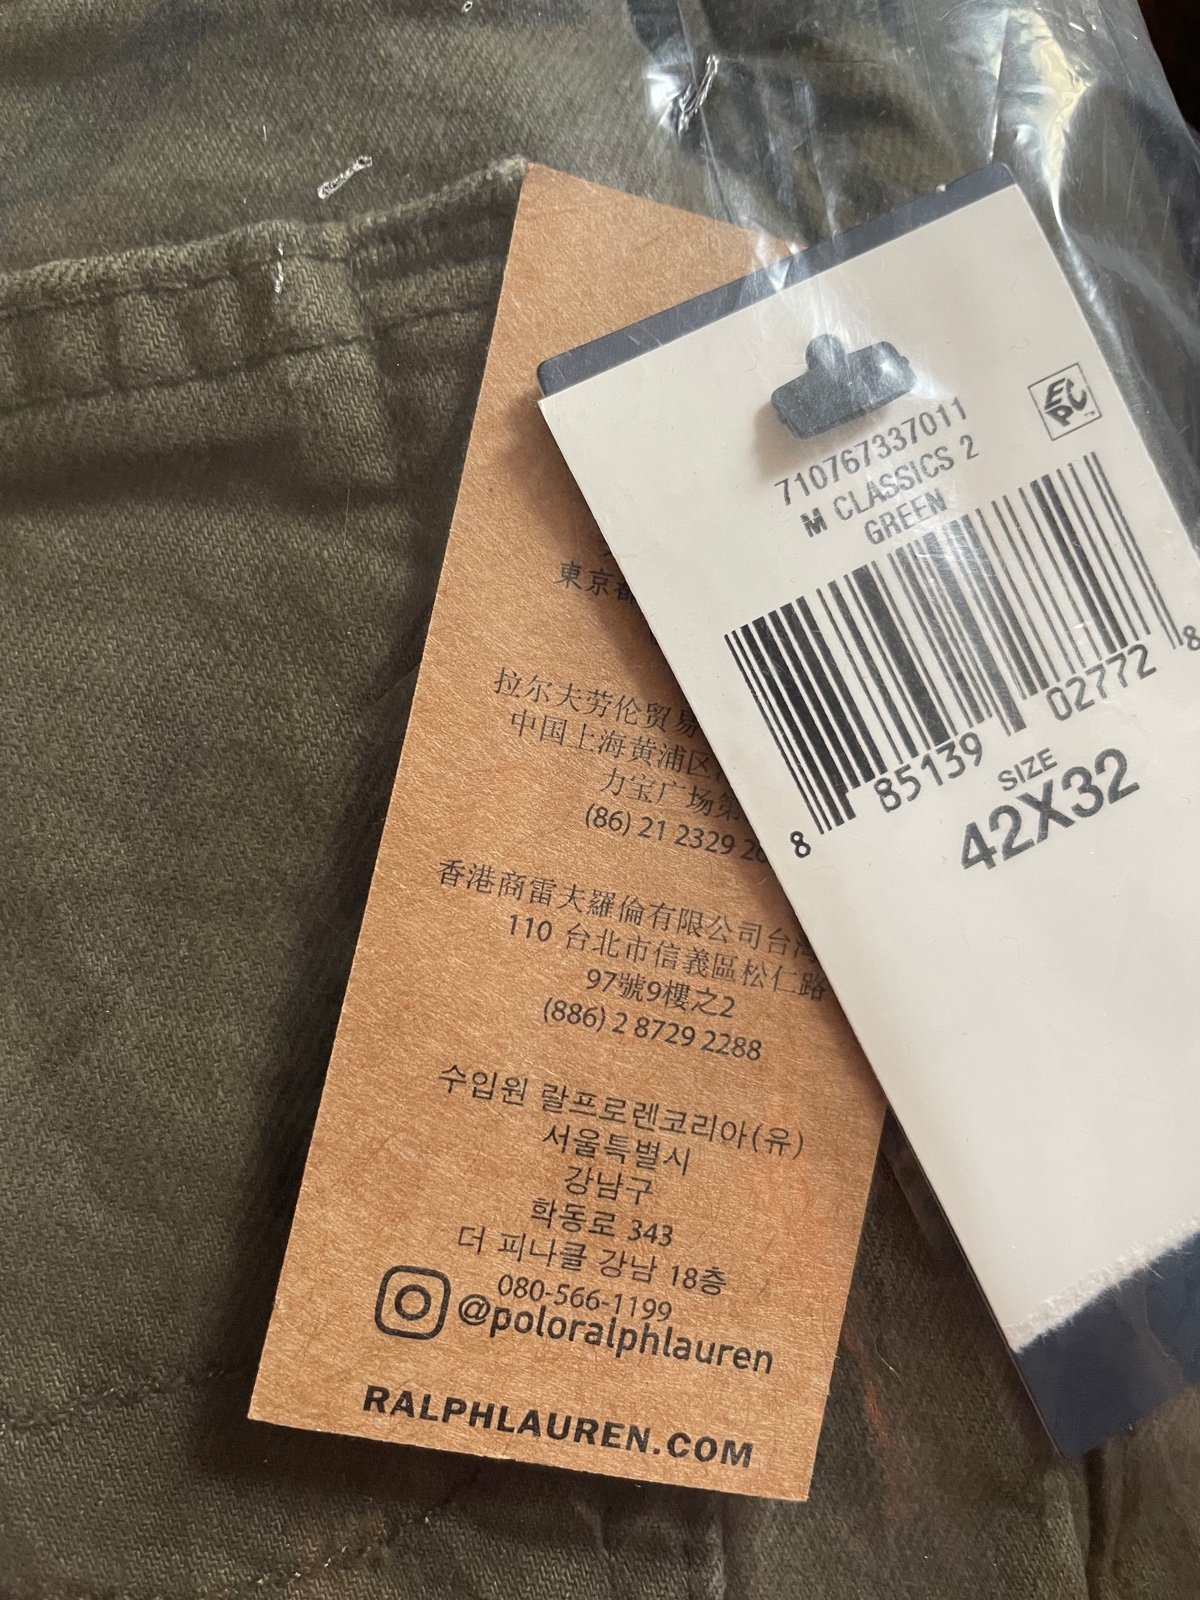 710767337011
M CLASSICS 2
GREEN
EPC
8 85139 02772 8
SIZE
42X32
東京都
拉尔夫劳伦贸易
中国上海黄浦区
力宝广场第
(86) 21 2329
香港商雷夫羅倫有限公司台灣
110 台北市信義區松仁路
97號9樓之2
(886) 2 8729 2288
수입원 랄프로렌코리아(유)
서울특별시
강남구
학동로 343
더 피나클 강남 18층
080-566-1199
@poloralphlauren
RALPHLAUREN.COM